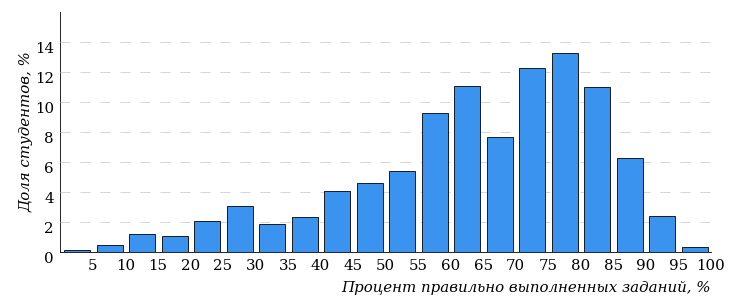 Доля студентов, %
14
12
10
8
6
4
2
0
5 10 15 20 25 30 35 40 45 50 55 60 65 70 75 80 85 90 95 100
Процент правильно выполненных заданий, %